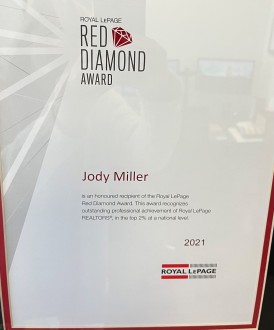 ROYAL LEPAGE
RED
DIAMOND
AWARD
Jody Miller
is an honoured recipient of the Royal LePage
Red Diamond Award. This award recognizes
outstanding professional achievement of Royal LePage
REALTORS®, in the top 2% at a national level.
2021
ROYAL LEPAGE